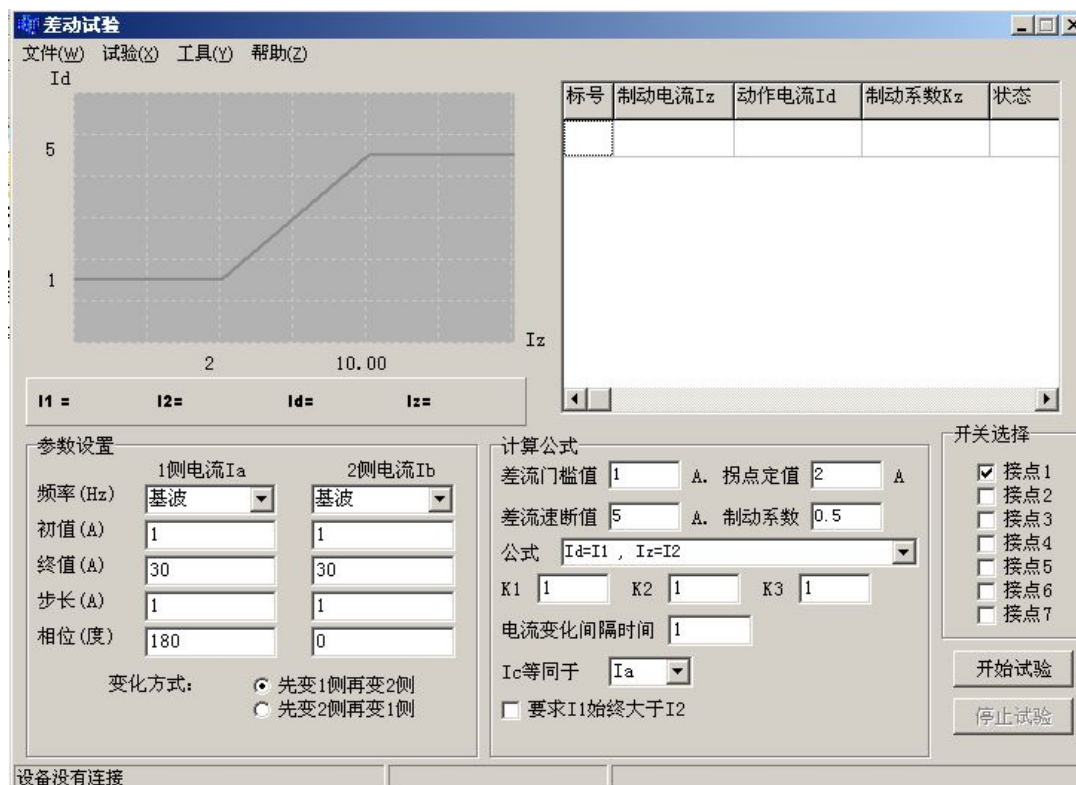 差动试验
文件(W) 试验(X) 工具(Y) 帮助(Z)
Id
5
1
Iz
2 10.00
I1 = I2= Id= Iz=
标号 制动电流Iz 动作电流Id 制动系数Kz 状态
参数设置
1侧电流Ia 2侧电流Ib
频率(Hz) 基波 基波
初值(A) 1 1
终值(A) 30 30
步长(A) 1 1
相位(度) 180 0
变化方式: 先变1侧再变2侧
先变2侧再变1侧
计算公式
差流门槛值 1 A. 拐点定值 2 A
差流速断值 5 A. 制动系数 0.5
公式 Id=I1 , Iz=I2
K1 1 K2 1 K3 1
电流变化间隔时间 1
Ic等同于 Ia
要求I1始终大于I2
开关选择
接点1
接点2
接点3
接点4
接点5
接点6
接点7
开始试验
停止试验
设备没有连接